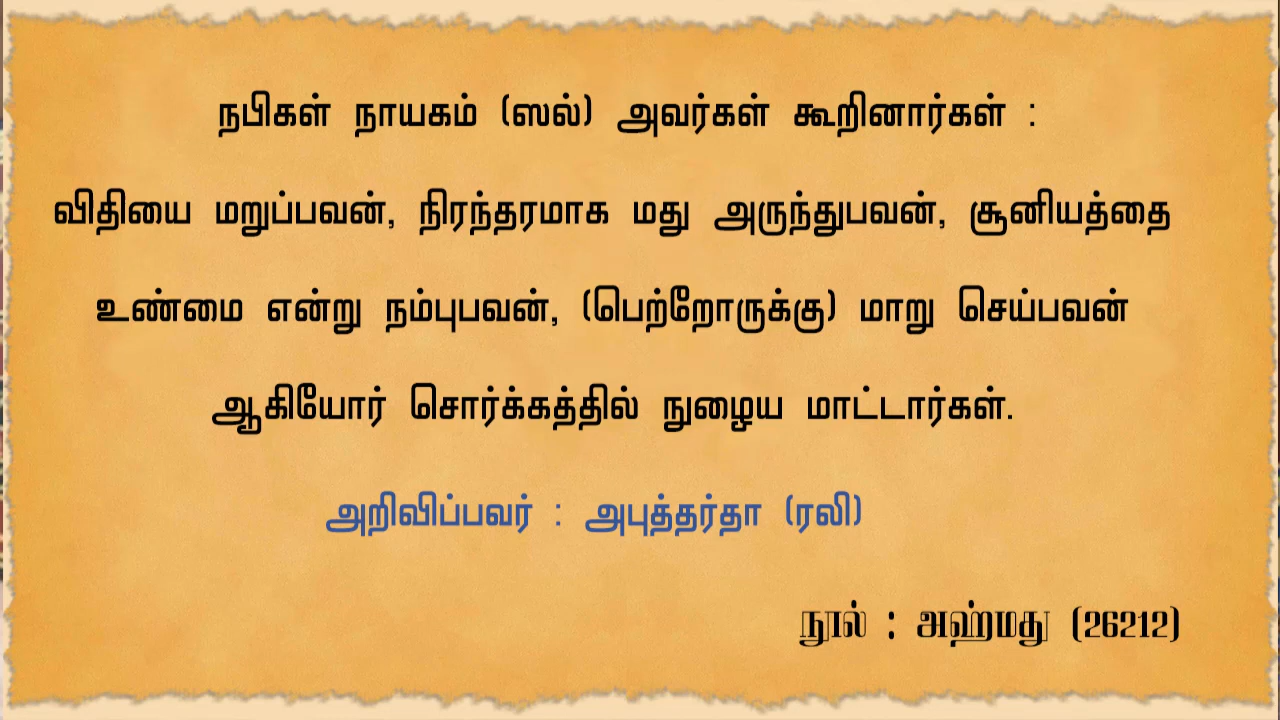 நபிகள் நாயகம் (ஸல்) அவர்கள் கூறினார்கள் :
விதியை மறுப்பவன், நிரந்தரமாக மது அருந்துபவன், சூனியத்தை
உண்மை என்று நம்புபவன், (பெற்றோருக்கு) மாறு செய்பவன்
ஆகியோர் சொர்க்கத்தில் நுழைய மாட்டார்கள்.
அறிவிப்பவர் : அபுத்தர்தா (ரலி)
நூல் : அஹ்மது (26212)